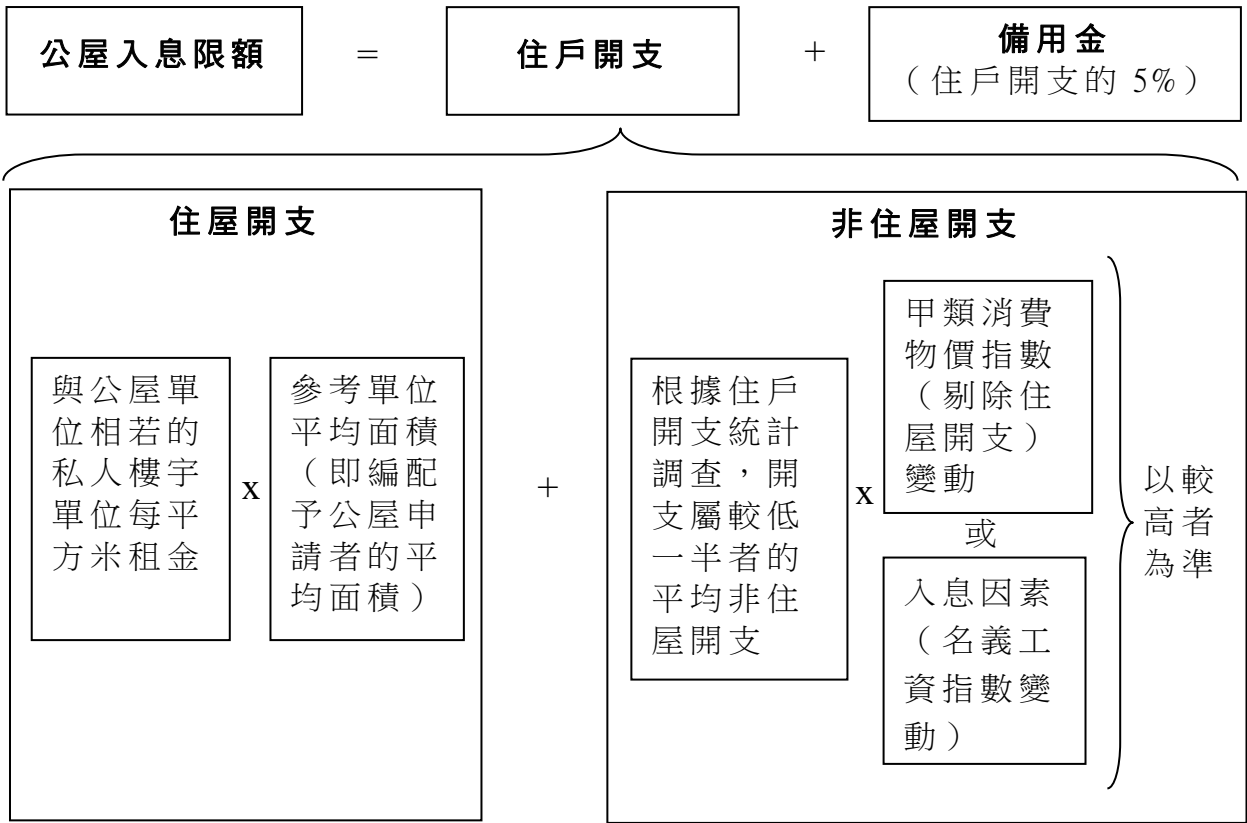 公屋入息限額 = 住戶開支 + 備用金
（住戶開支的 5%）
住屋開支
與公屋單
位相若的
私人樓宇
單位每平
方米租金
x
參考單位
平均面積
（即編配
予公屋申
請者的平
均面積）
+
非住屋開支
根據住戶
開支統計
調查，開
支屬較低
一半者的
平均非住
屋開支
x
甲類消費
物價指數
（剔除住
屋開支）
變動
或
入息因素
（名義工
資指數變
動）
以較
高者
為準